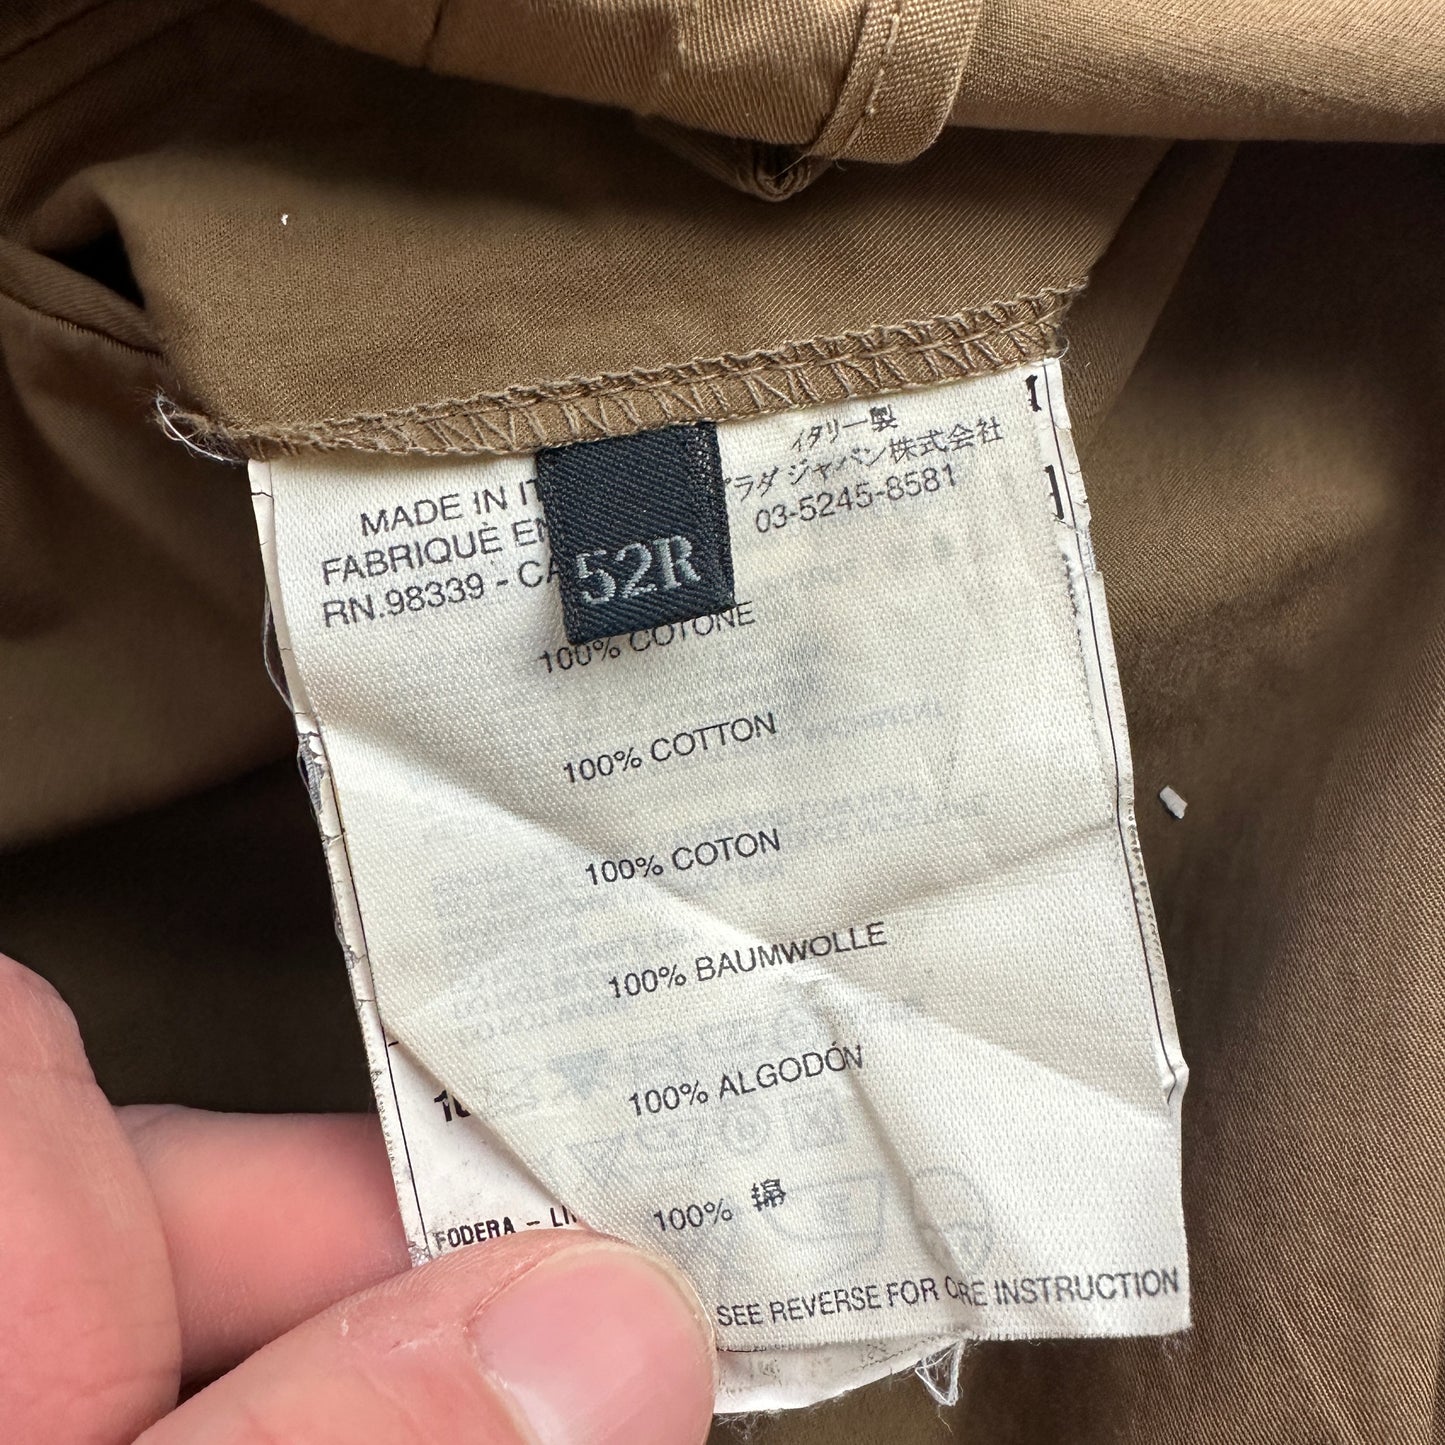 MADE IN IT
FABRIQUÈ EN
RN.98339 - CA
52R
イタリー製
ラダ ジャパン株式会社
03-5245-8581
100% COTONE
100% COTTON
100% COTON
100% BAUMWOLLE
100% ALGODÓN
100% 綿
FODERA - LI
SEE REVERSE FOR CARE INSTRUCTION